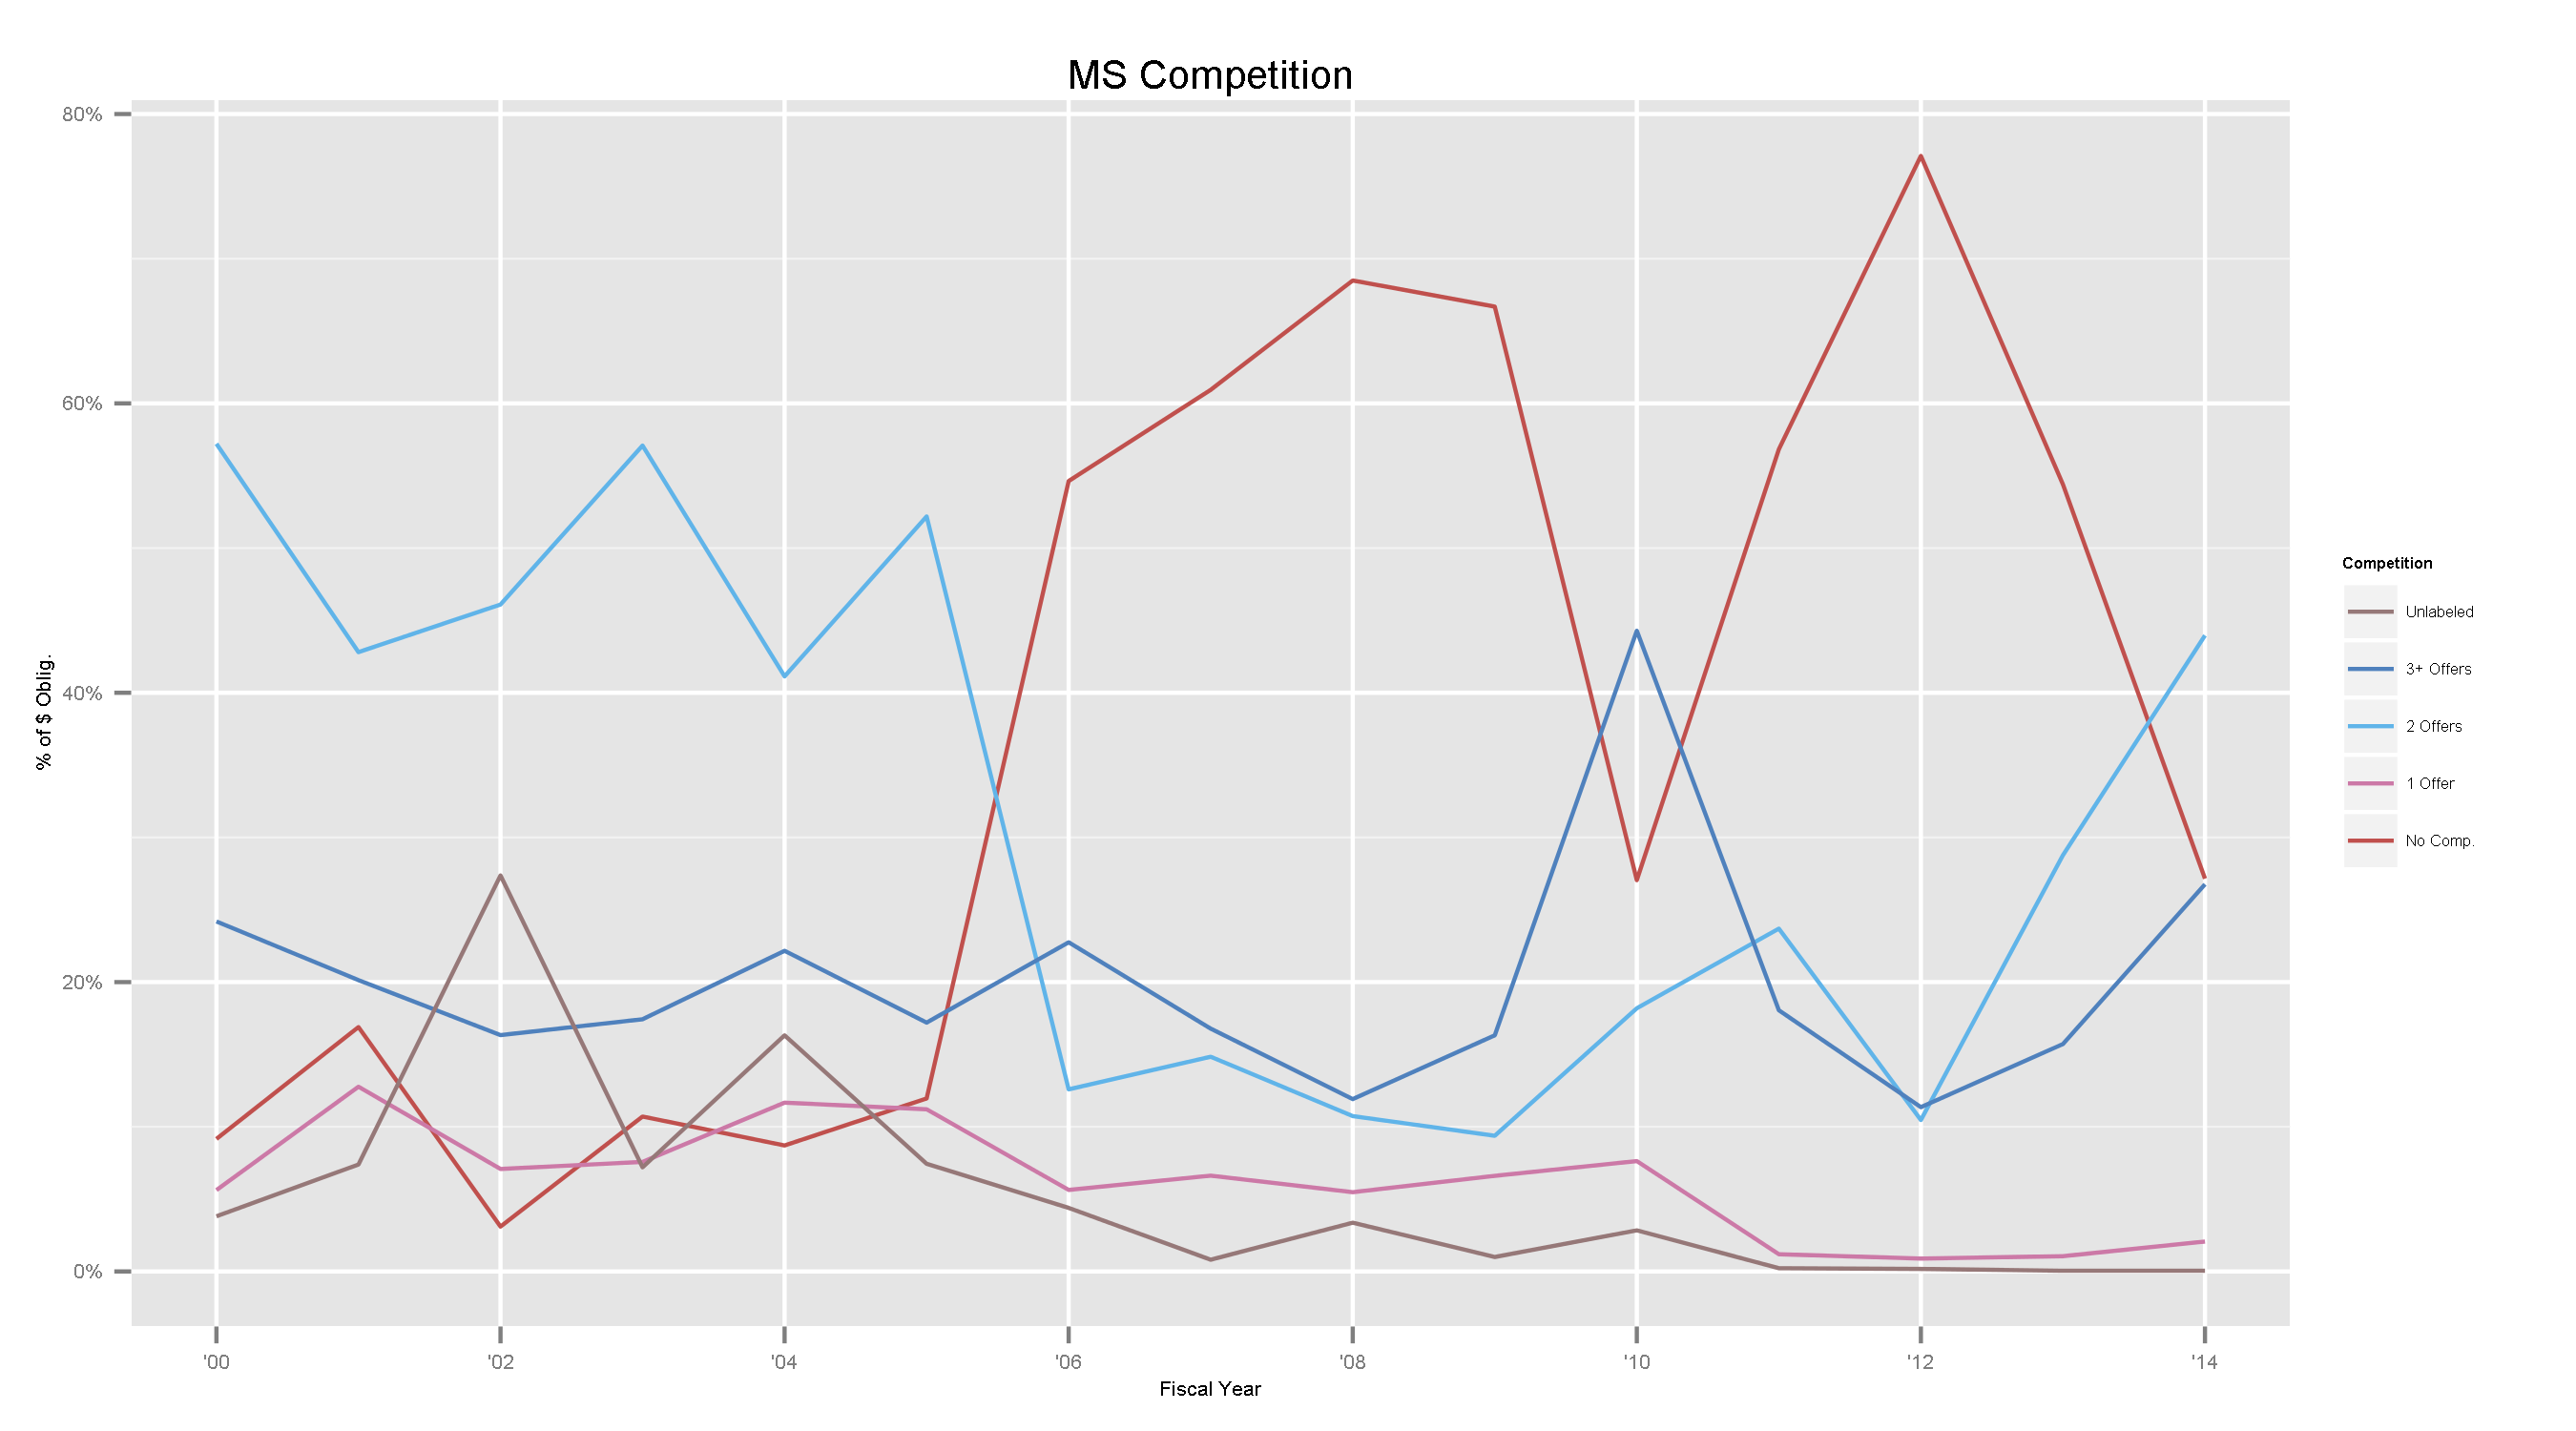 MS Competition
80%
60%
40%
20%
0%
% of $ Oblig.
'00 '02 '04 '06 '08 '10 '12 '14
Fiscal Year
Competition
Unlabeled
3+ Offers
2 Offers
1 Offer
No Comp.